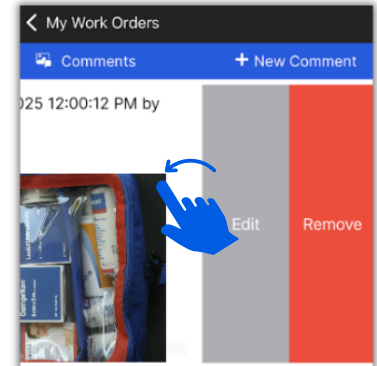 My Work Orders
Comments
+ New Comment
025 12:00:12 PM by
Edit
Remove